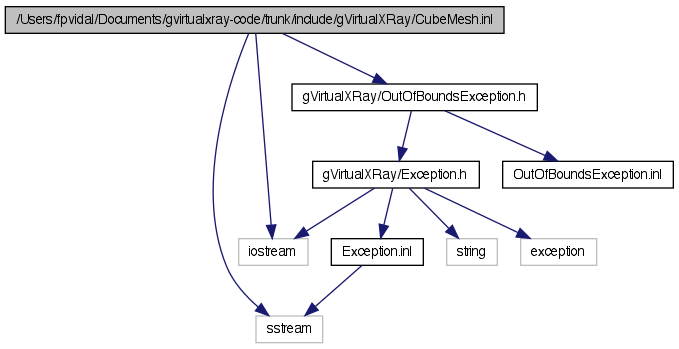 /Users/fpvidal/Documents/gvirtualxray-code/trunk/include/gVirtualXRay/CubeMesh.inl
gVirtualXRay/OutOfBoundsException.h
gVirtualXRay/Exception.h
OutOfBoundsException.inl
iostream
Exception.inl
string
exception
sstream